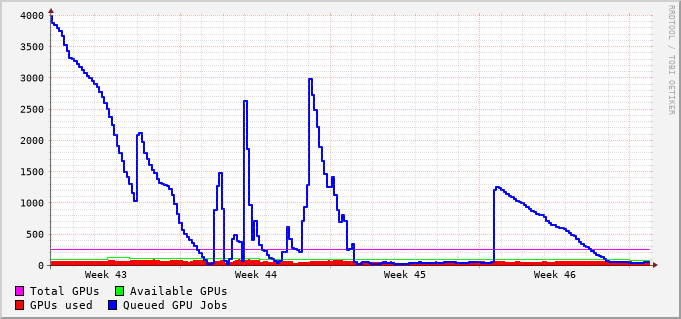 4000
3500
3000
2500
2000
1500
1000
500
0
Week 43 Week 44 Week 45 Week 46
Total GPUs Available GPUs
GPUs used Queued GPU Jobs
RRDTOOL / TOBI OETIKER